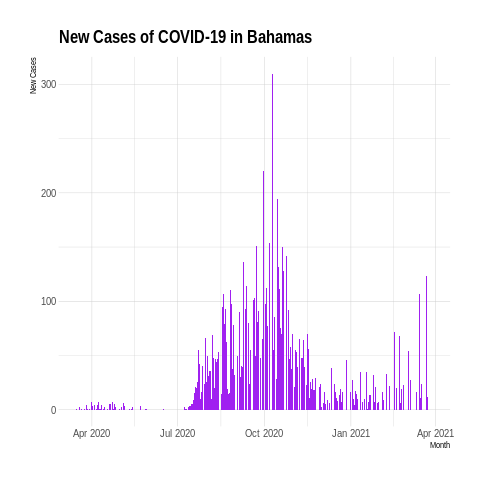 New Cases of COVID-19 in Bahamas
New Cases
300
200
100
0
Apr 2020 Jul 2020 Oct 2020 Jan 2021 Apr 2021
Month